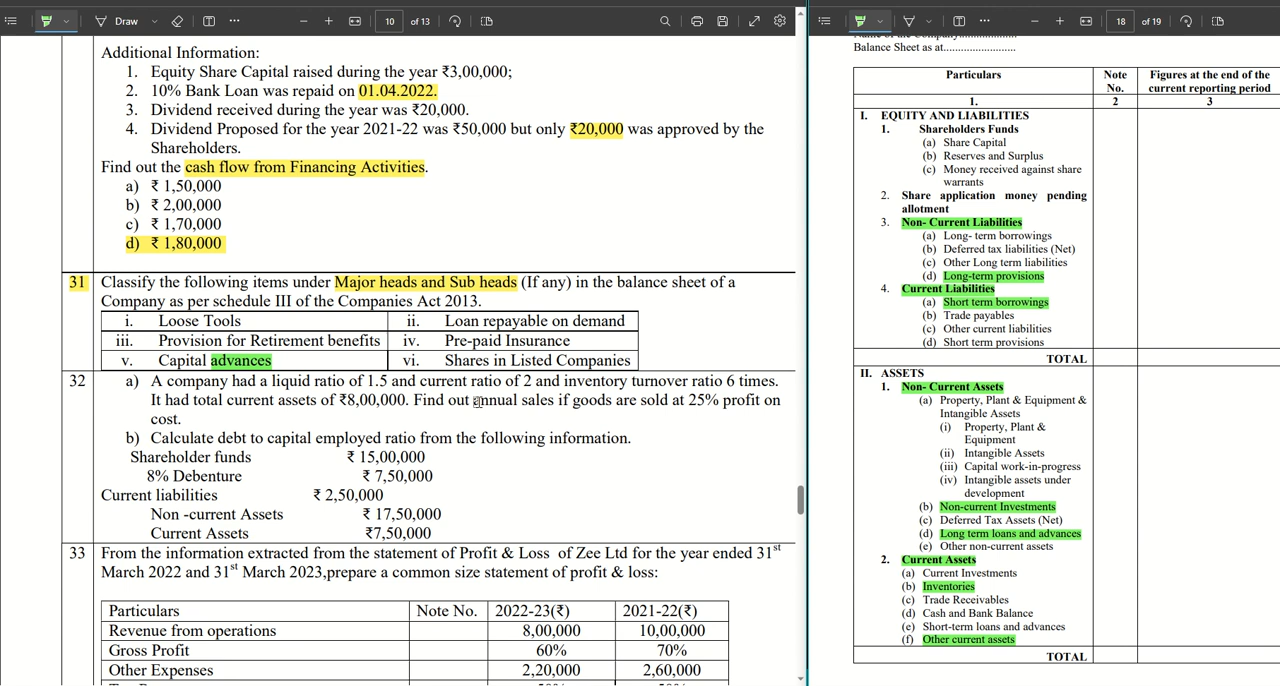 Draw
10 of 13
18 of 19
Additional Information:
1. Equity Share Capital raised during the year ₹3,00,000;
2. 10% Bank Loan was repaid on 01.04.2022.
3. Dividend received during the year was ₹20,000.
4. Dividend Proposed for the year 2021-22 was ₹50,000 but only ₹20,000 was approved by the
Shareholders.
Find out the cash flow from Financing Activities.
a) ₹ 1,50,000
b) ₹ 2,00,000
c) ₹ 1,70,000
d) ₹ 1,80,000
31 Classify the following items under Major heads and Sub heads (If any) in the balance sheet of a
Company as per schedule III of the Companies Act 2013.
i. Loose Tools ii. Loan repayable on demand
iii. Provision for Retirement benefits iv. Pre-paid Insurance
v. Capital advances vi. Shares in Listed Companies
32 a) A company had a liquid ratio of 1.5 and current ratio of 2 and inventory turnover ratio 6 times.
It had total current assets of ₹8,00,000. Find out annual sales if goods are sold at 25% profit on
cost.
b) Calculate debt to capital employed ratio from the following information.
Shareholder funds ₹ 15,00,000
8% Debenture ₹ 7,50,000
Current liabilities ₹ 2,50,000
Non -current Assets ₹ 17,50,000
Current Assets ₹7,50,000
33 From the information extracted from the statement of Profit & Loss of Zee Ltd for the year ended 31st
March 2022 and 31st March 2023,prepare a common size statement of profit & loss:
Particulars Note No. 2022-23(₹) 2021-22(₹)
Revenue from operations 8,00,000 10,00,000
Gross Profit 60% 70%
Other Expenses 2,20,000 2,60,000
Balance Sheet as at.........................
Particulars Note No. Figures at the end of the current reporting period
1. 2 3
I. EQUITY AND LIABILITIES
1. Shareholders Funds
(a) Share Capital
(b) Reserves and Surplus
(c) Money received against share
warrants
2. Share application money pending
allotment
3. Non- Current Liabilities
(a) Long- term borrowings
(b) Deferred tax liabilities (Net)
(c) Other Long term liabilities
(d) Long-term provisions
4. Current Liabilities
(a) Short term borrowings
(b) Trade payables
(c) Other current liabilities
(d) Short term provisions
TOTAL
II. ASSETS
1. Non- Current Assets
(a) Property, Plant & Equipment &
Intangible Assets
(i) Property, Plant &
Equipment
(ii) Intangible Assets
(iii) Capital work-in-progress
(iv) Intangible assets under
development
(b) Non-current Investments
(c) Deferred Tax Assets (Net)
(d) Long term loans and advances
(e) Other non-current assets
2. Current Assets
(a) Current Investments
(b) Inventories
(c) Trade Receivables
(d) Cash and Bank Balance
(e) Short-term loans and advances
(f) Other current assets
TOTAL